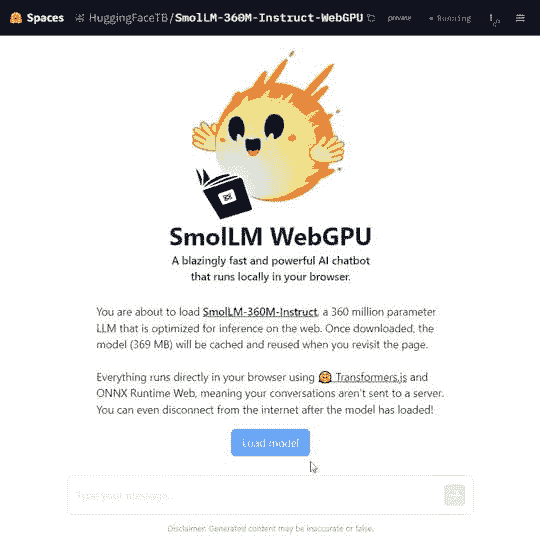 Spaces HuggingFaceTB/SmolLM-360M-Instruct-WebGPU private Running
SmolLM WebGPU
A blazingly fast and powerful AI chatbot
that runs locally in your browser.
You are about to load SmolLM-360M-Instruct, a 360 million parameter
LLM that is optimized for inference on the web. Once downloaded, the
model (369 MB) will be cached and reused when you revisit the page.
Everything runs directly in your browser using 🤗 Transformers.js and
ONNX Runtime Web, meaning your conversations aren't sent to a server.
You can even disconnect from the internet after the model has loaded!
Load model
Type your message...
Disclaimer: Generated content may be inaccurate or false.